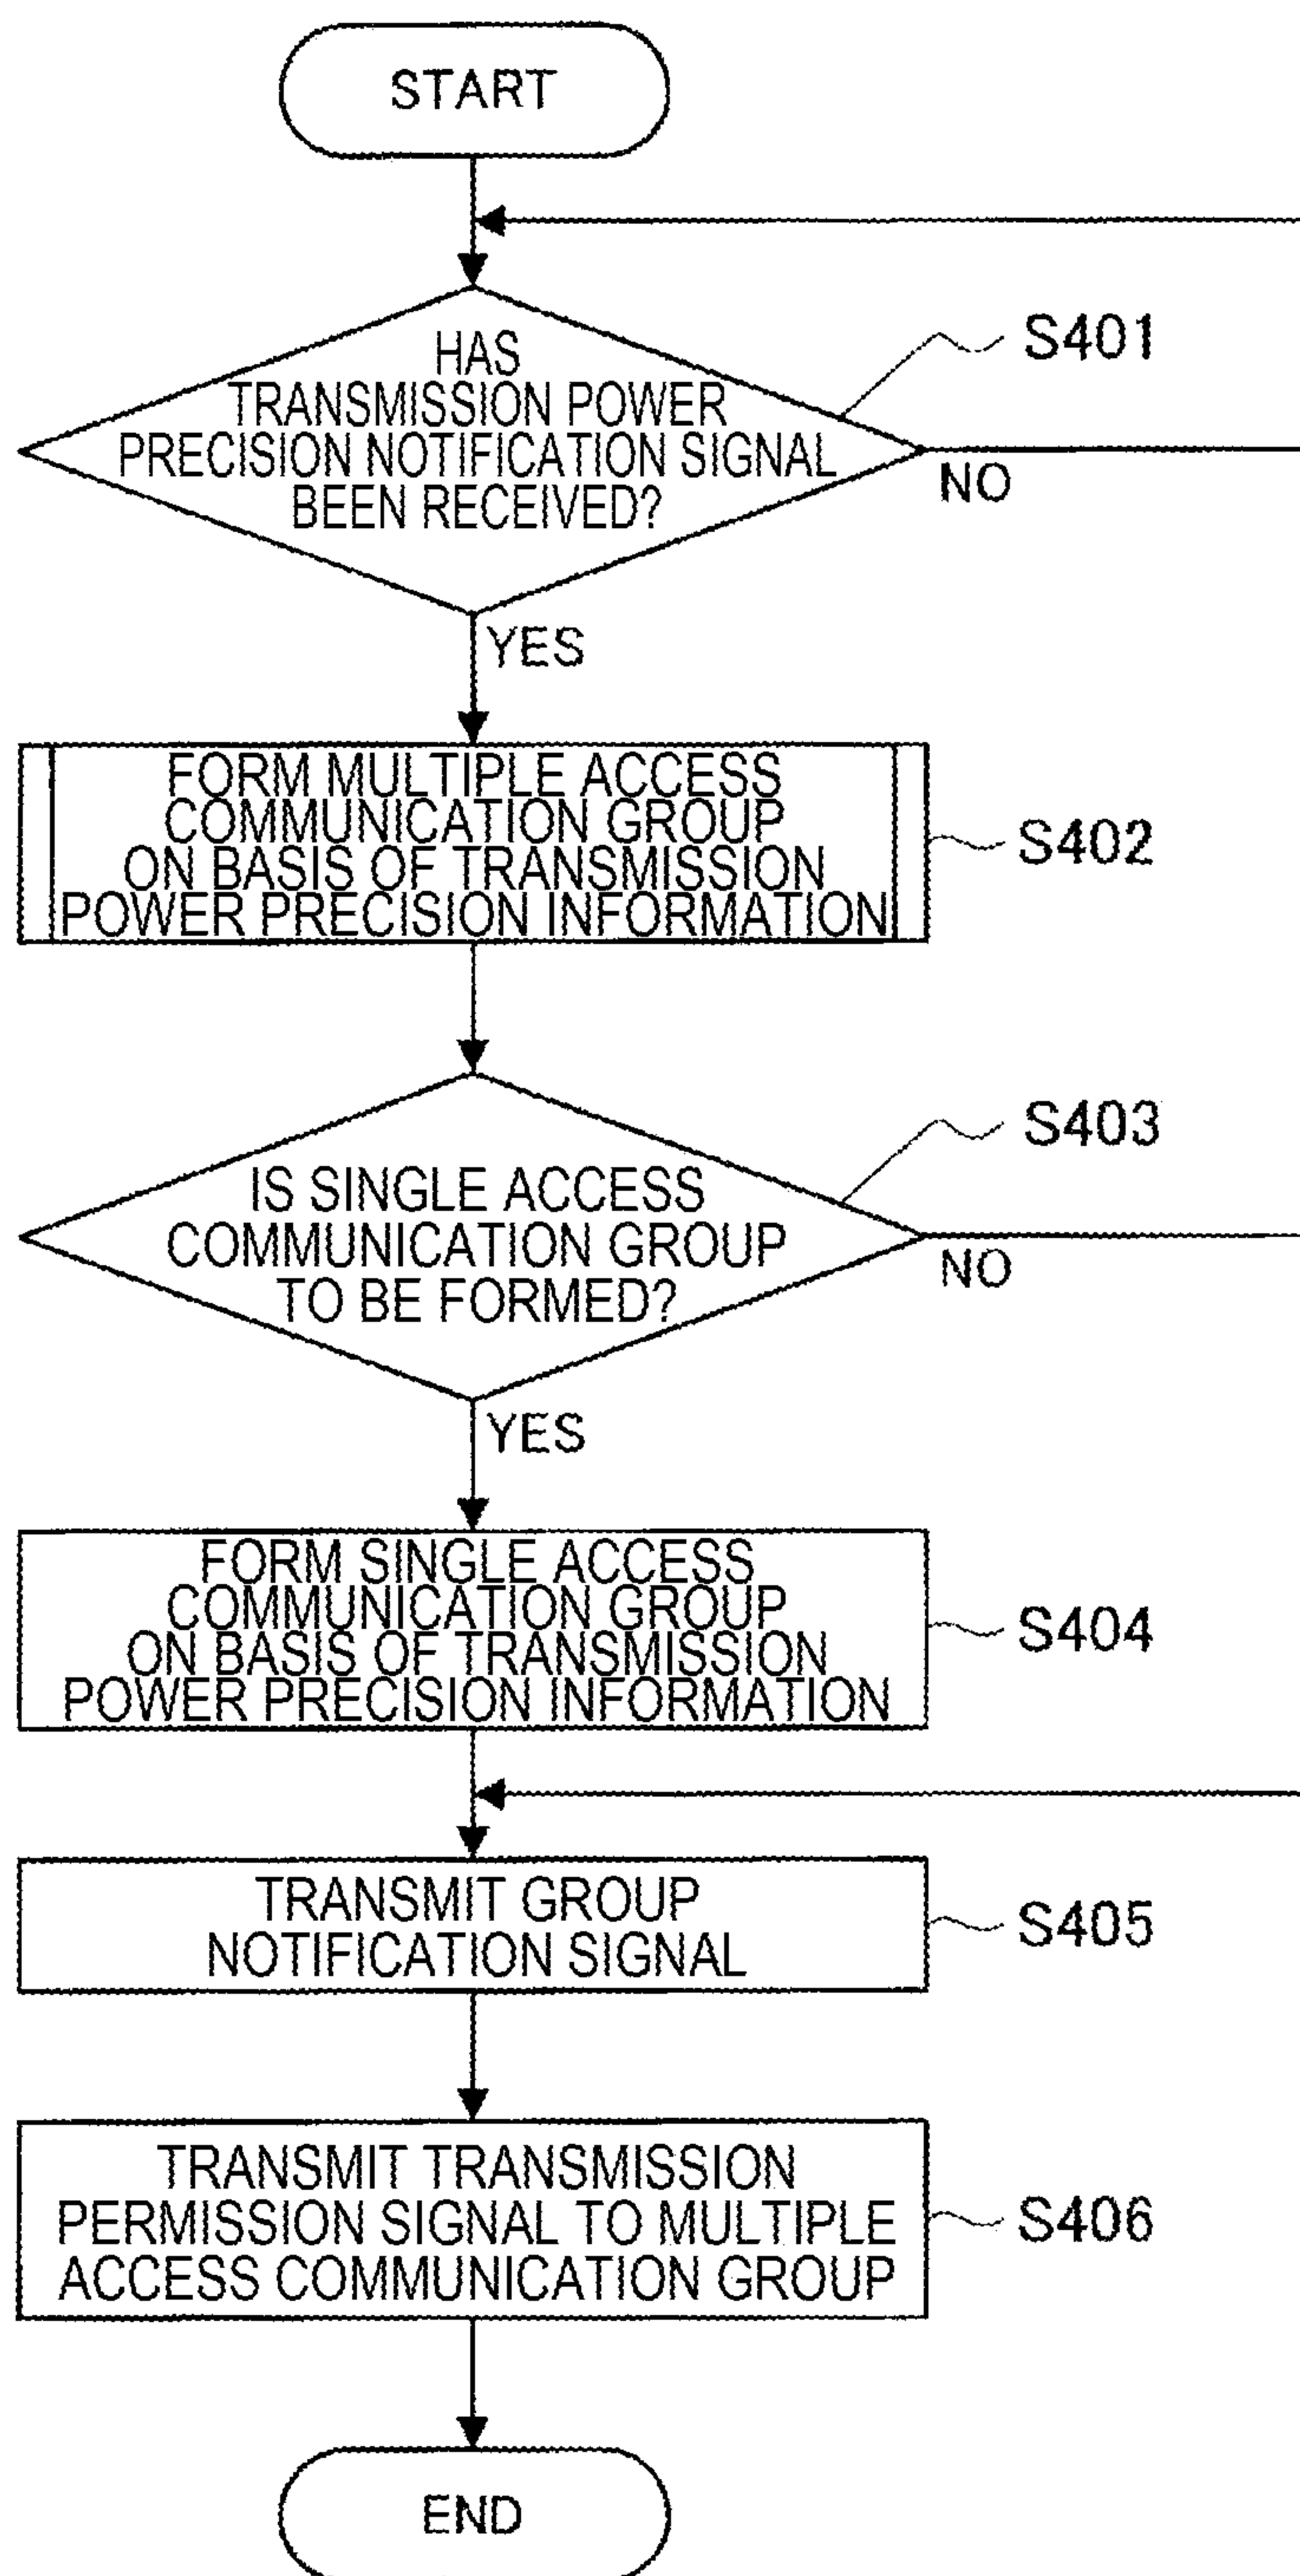 START
HAS
TRANSMISSION POWER
PRECISION NOTIFICATION SIGNAL
BEEN RECEIVED?
S401
NO
YES
FORM MULTIPLE ACCESS
COMMUNICATION GROUP
ON BASIS OF TRANSMISSION
POWER PRECISION INFORMATION
S402
IS SINGLE ACCESS
COMMUNICATION GROUP
TO BE FORMED?
S403
NO
YES
FORM SINGLE ACCESS
COMMUNICATION GROUP
ON BASIS OF TRANSMISSION
POWER PRECISION INFORMATION
S404
TRANSMIT GROUP
NOTIFICATION SIGNAL
S405
TRANSMIT TRANSMISSION
PERMISSION SIGNAL TO MULTIPLE
ACCESS COMMUNICATION GROUP
S406
END